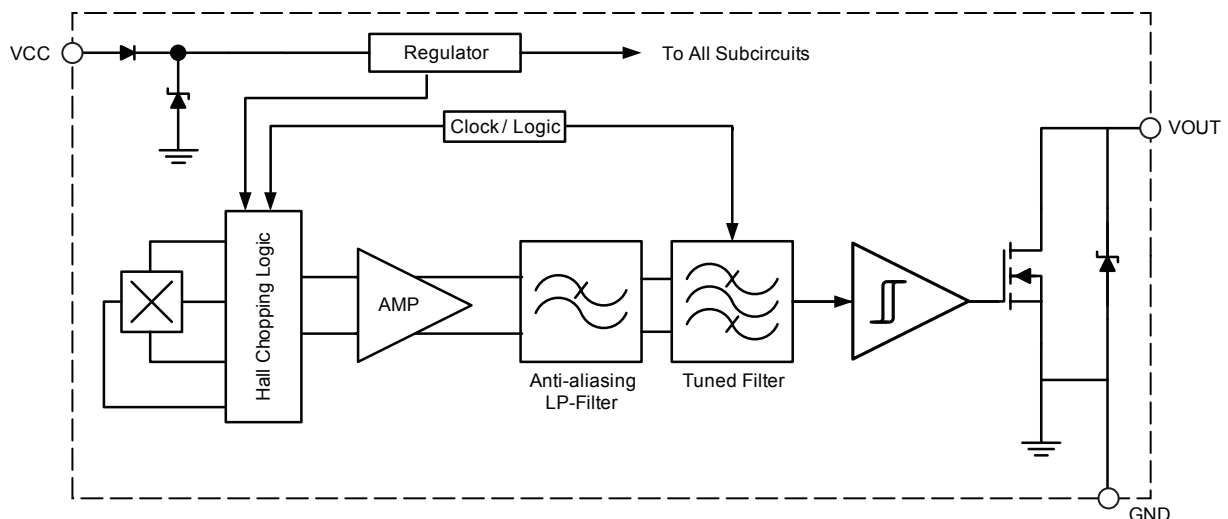 VCC
Regulator
To All Subcircuits
Clock / Logic
VOUT
Hall Chopping Logic
AMP
Anti-aliasing
LP-Filter
Tuned Filter
GND